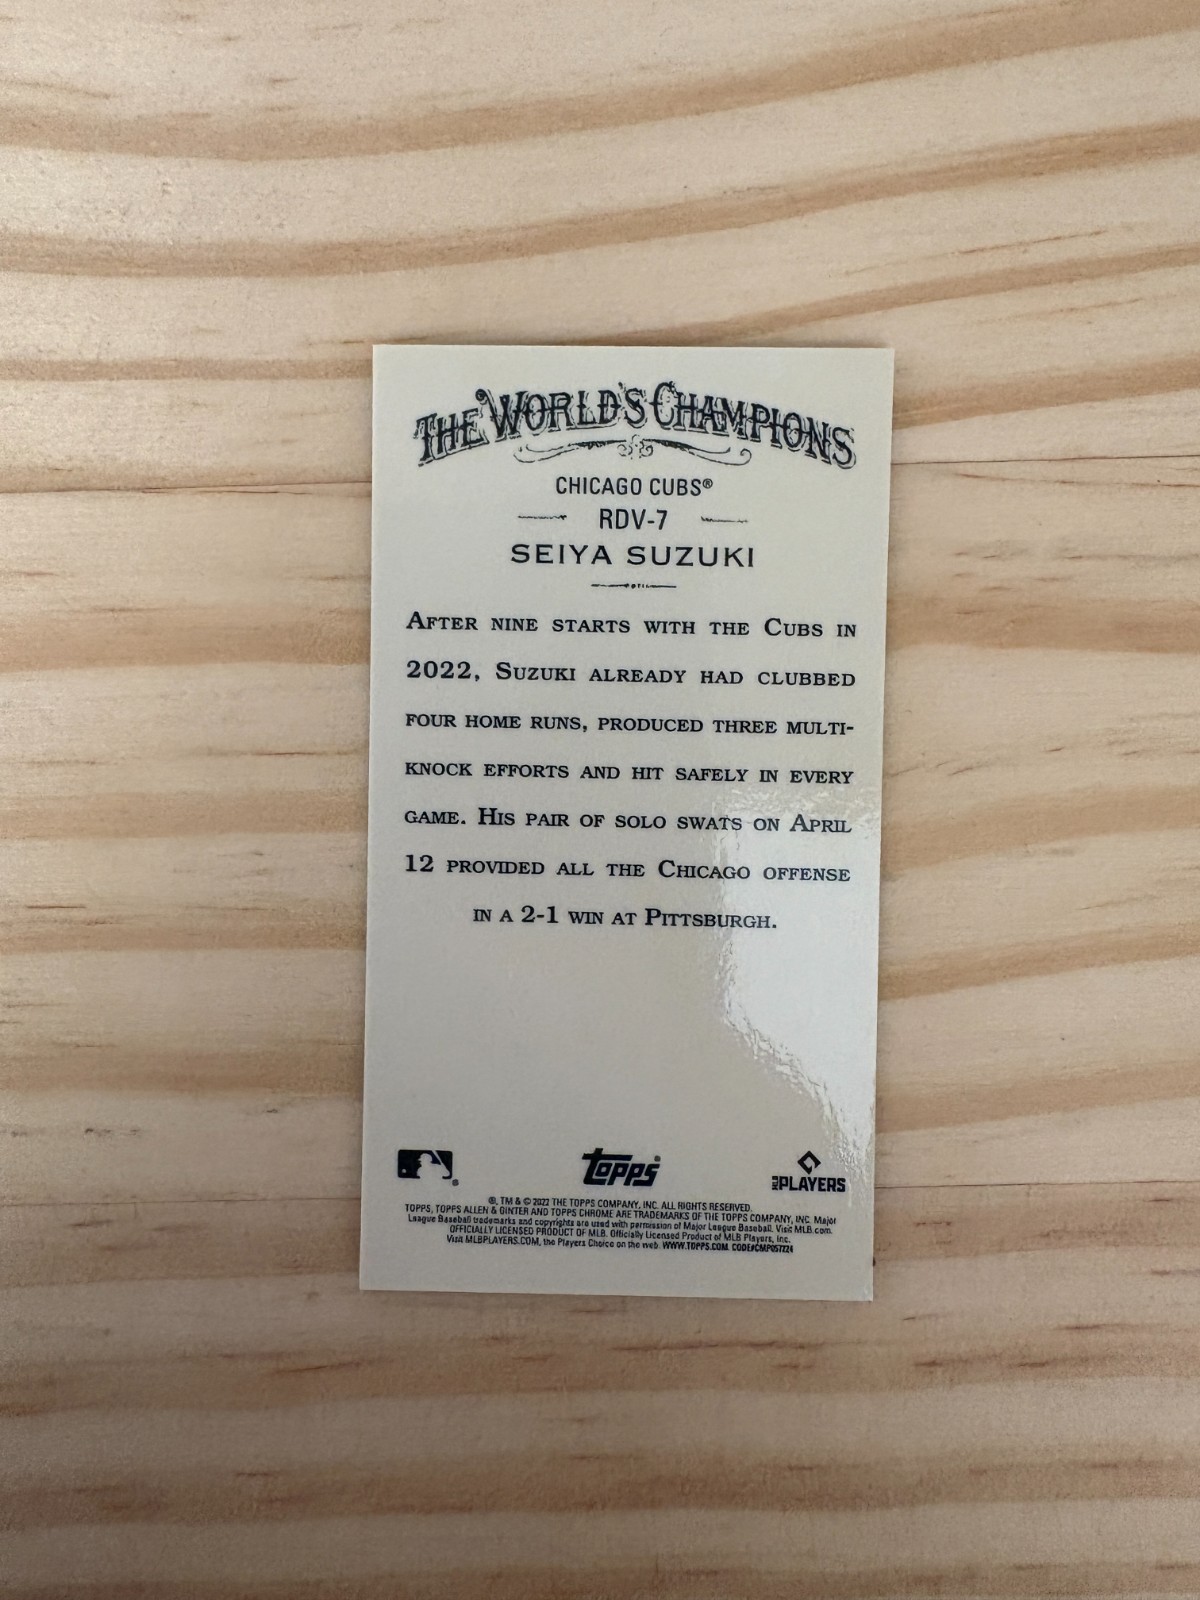 THE WORLD'S CHAMPIONS
CHICAGO CUBS®
RDV-7
SEIYA SUZUKI
AFTER NINE STARTS WITH THE CUBS IN
2022, SUZUKI ALREADY HAD CLUBBED
FOUR HOME RUNS, PRODUCED THREE MULTI-
KNOCK EFFORTS AND HIT SAFELY IN EVERY
GAME. HIS PAIR OF SOLO SWATS ON APRIL
12 PROVIDED ALL THE CHICAGO OFFENSE
IN A 2-1 WIN AT PITTSBURGH.
topps®
MLB PLAYERS
®, TM & © 2022 THE TOPPS COMPANY, INC. ALL RIGHTS RESERVED.
TOPPS, TOPPS ALLEN & GINTER AND TOPPS CHROME ARE TRADEMARKS OF THE TOPPS COMPANY, INC. Major
League Baseball trademarks and copyrights are used with permission of Major League Baseball. Visit MLB.com.
OFFICIALLY LICENSED PRODUCT OF MLB. Officially Licensed Product of MLB Players, Inc.
Visit MLBPLAYERS.COM, the Players Choice on the web. WWW.TOPPS.COM. CODE#CMP057224